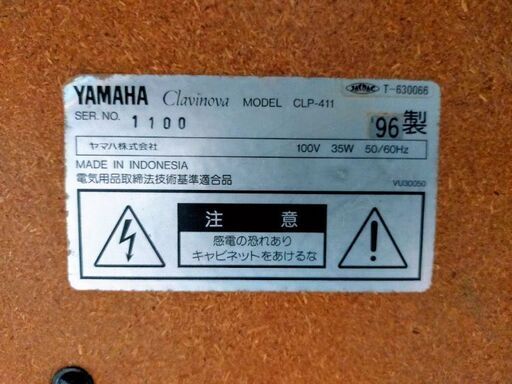 YAMAHA Clavinova MODEL CLP-411
T-630066
SER. NO. 1100
96製
ヤマハ株式会社 100V 35W 50/60Hz
MADE IN INDONESIA
電気用品取締法技術基準適合品
VU30050
注意
感電の恐れあり
キャビネットをあけるな